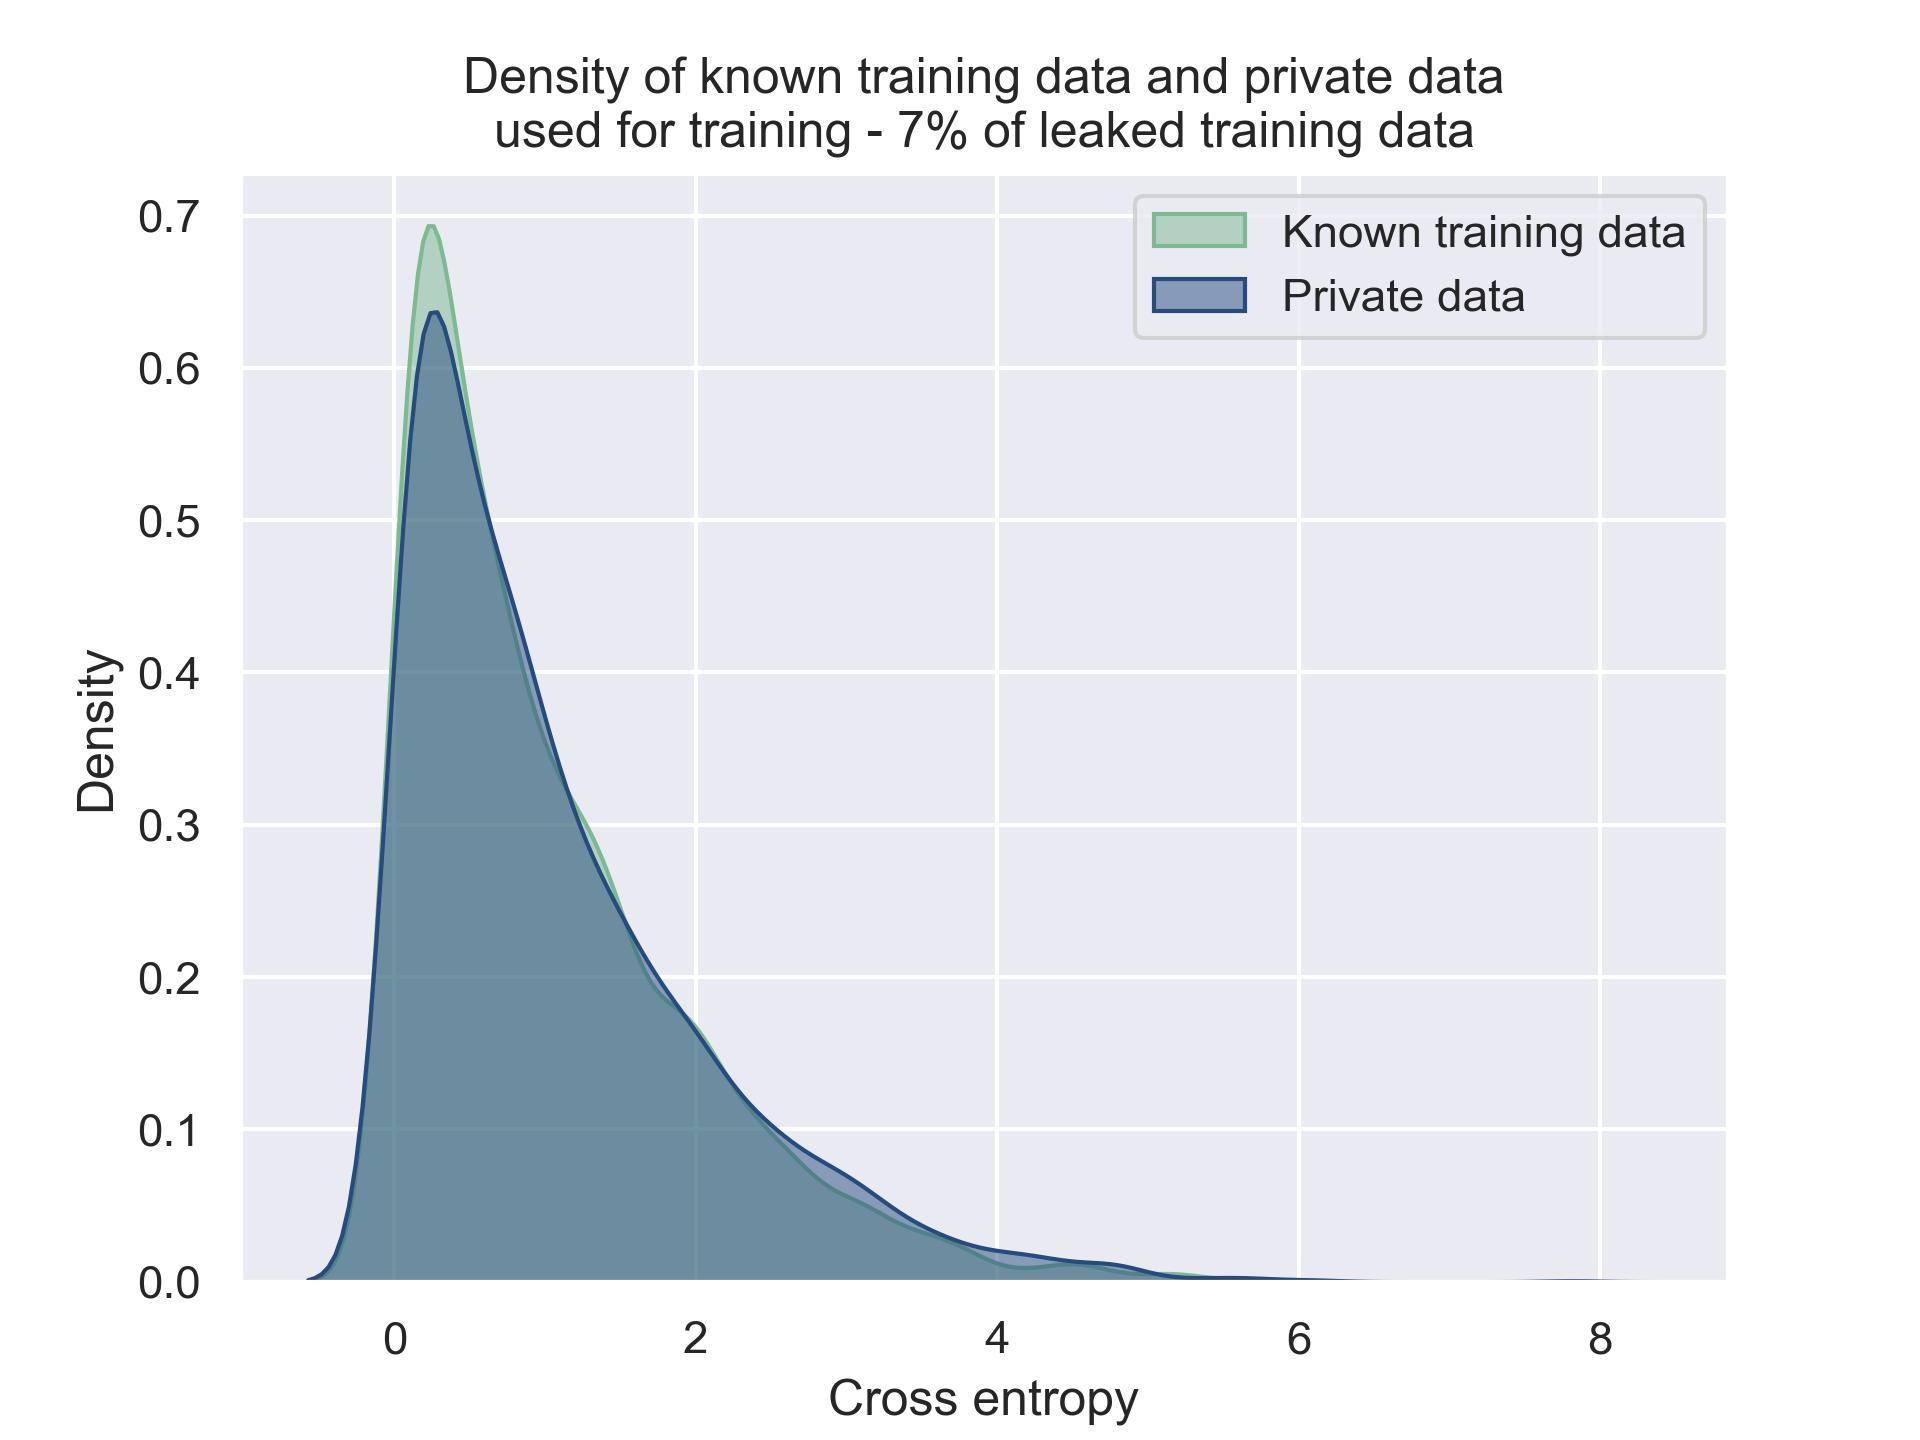 Density of known training data and private data
used for training - 7% of leaked training data
Known training data
Private data
Density
0.7
0.6
0.5
0.4
0.3
0.2
0.1
0.0
0 2 4 6 8
Cross entropy